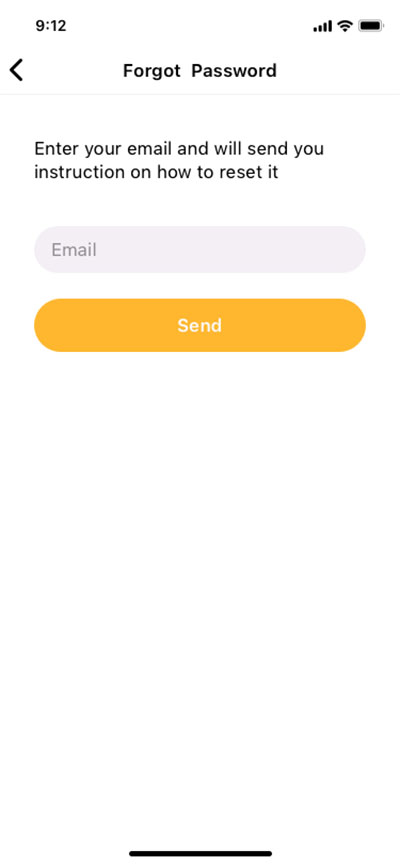 9:12
Forgot Password
Enter your email and will send you
instruction on how to reset it
Email
Send